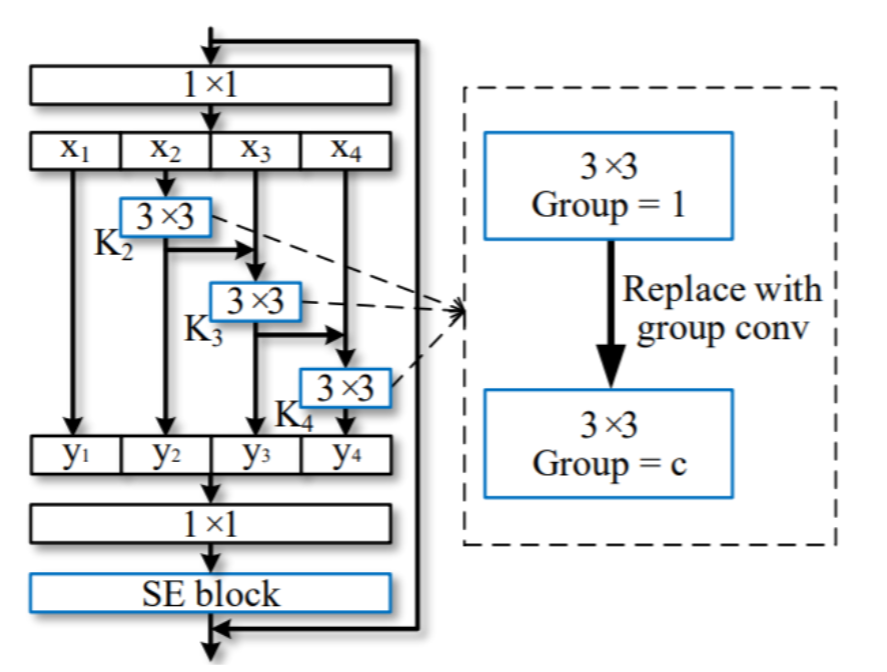 1×1
x1 x2 x3 x4
3×3
K2
3×3
K3
3×3
K4
y1 y2 y3 y4
1×1
SE block
3×3
Group = 1
Replace with
group conv
3×3
Group = c